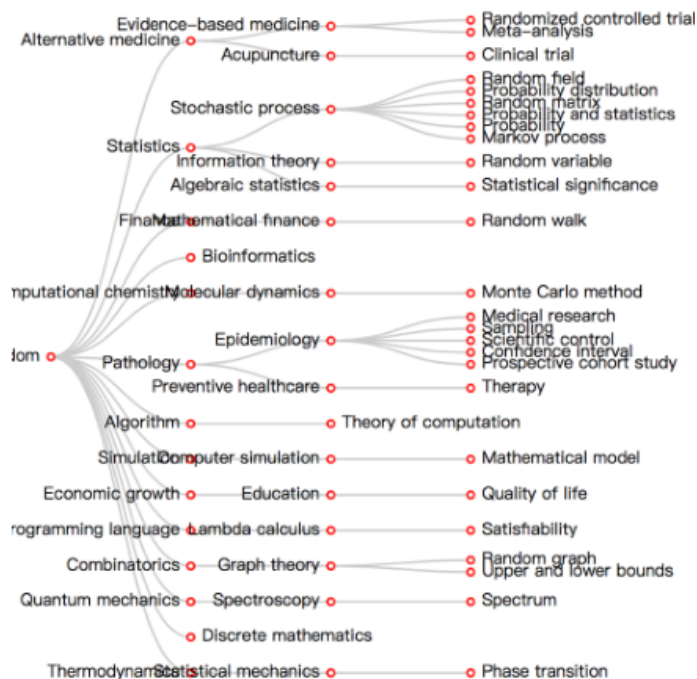 Evidence-based medicine
Randomized controlled trial
Meta-analysis
Alternative medicine
Acupuncture
Clinical trial
Random field
Probability distribution
Stochastic process
Random matrix
Probability and statistics
Probability
Markov process
Statistics
Information theory
Random variable
Algebraic statistics
Statistical significance
Finance
Mathematical finance
Random walk
Bioinformatics
mputational chemistry
Molecular dynamics
Monte Carlo method
Medical research
Sampling
Epidemiology
Scientific control
Confidence interval
dom
Pathology
Prospective cohort study
Preventive healthcare
Therapy
Algorithm
Theory of computation
Simulation
Computer simulation
Mathematical model
Economic growth
Education
Quality of life
rogramming language
Lambda calculus
Satisfiability
Combinatorics
Graph theory
Random graph
Upper and lower bounds
Quantum mechanics
Spectroscopy
Spectrum
Discrete mathematics
Thermodynamics
Statistical mechanics
Phase transition